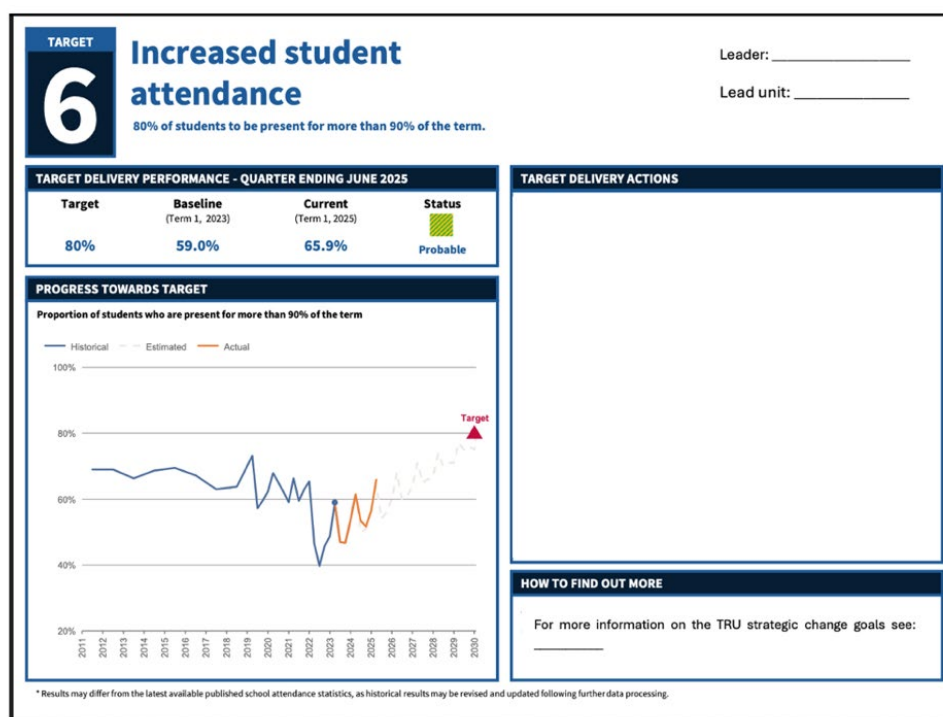 TARGET
6
Increased student
attendance
80% of students to be present for more than 90% of the term.
Leader: __________________
Lead unit: _______________
TARGET DELIVERY PERFORMANCE - QUARTER ENDING JUNE 2025
Target Baseline Current Status
(Term 1, 2023) (Term 1, 2025)
80% 59.0% 65.9% Probable
PROGRESS TOWARDS TARGET
Proportion of students who are present for more than 90% of the term
Historical Estimated Actual
100%
Target
80%
60%
40%
20%
2011 2012 2013 2014 2015 2016 2017 2018 2019 2020 2021 2022 2023 2024 2025 2026 2027 2028 2029 2030
TARGET DELIVERY ACTIONS
HOW TO FIND OUT MORE
For more information on the TRU strategic change goals see:
_________
* Results may differ from the latest available published school attendance statistics, as historical results may be revised and updated following further data processing.